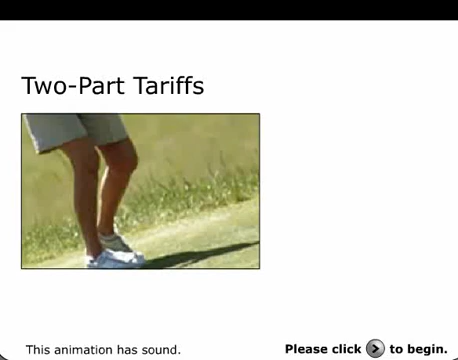 Two-Part Tariffs
This animation has sound.
Please click to begin.